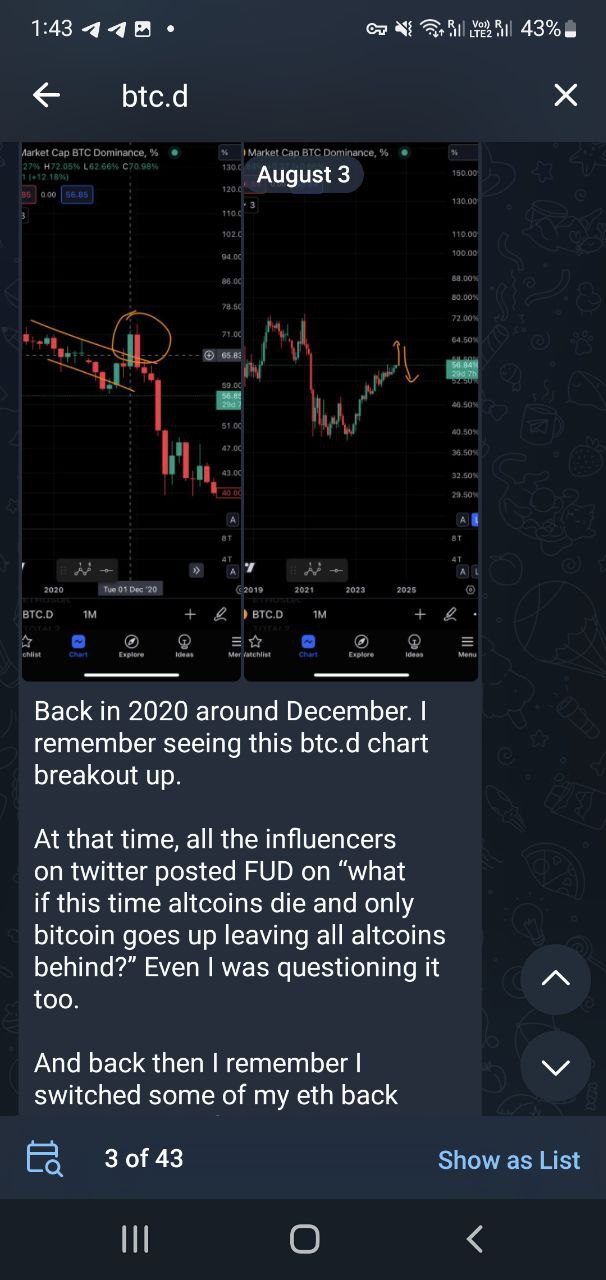 1:43
Vo))
LTE2
43%
btc.d
Market Cap BTC Dominance, %
%
27% H72.05% L62.66% C70.98%
1 (+12.18%)
0.00 56.85
130.0
110.0
102.0
94.00
86.00
78.50
71.00
65.83
59.00
56.85
29d
51.00
47.00
43.00
40.00
A
8T
4T
A
2020
Tue 01 Dec '20
BTC.D 1M
Chart
Explore
Ideas
Market Cap BTC Dominance, %
%
August 3
3
150.00
130.00
110.00
100.00
88.00%
80.00%
72.00%
64.50%
56.84%
29d 7h
52.50%
46.50%
40.50%
36.50%
32.50%
29.50%
A L
8T
4T
A L
2019 2021 2023 2025
BTC.D 1M
Chart
Explore
Ideas
Menu
Back in 2020 around December. I
remember seeing this btc.d chart
breakout up.
At that time, all the influencers
on twitter posted FUD on “what
if this time altcoins die and only
bitcoin goes up leaving all altcoins
behind?” Even I was questioning it
too.
And back then I remember I
switched some of my eth back
3 of 43
Show as List